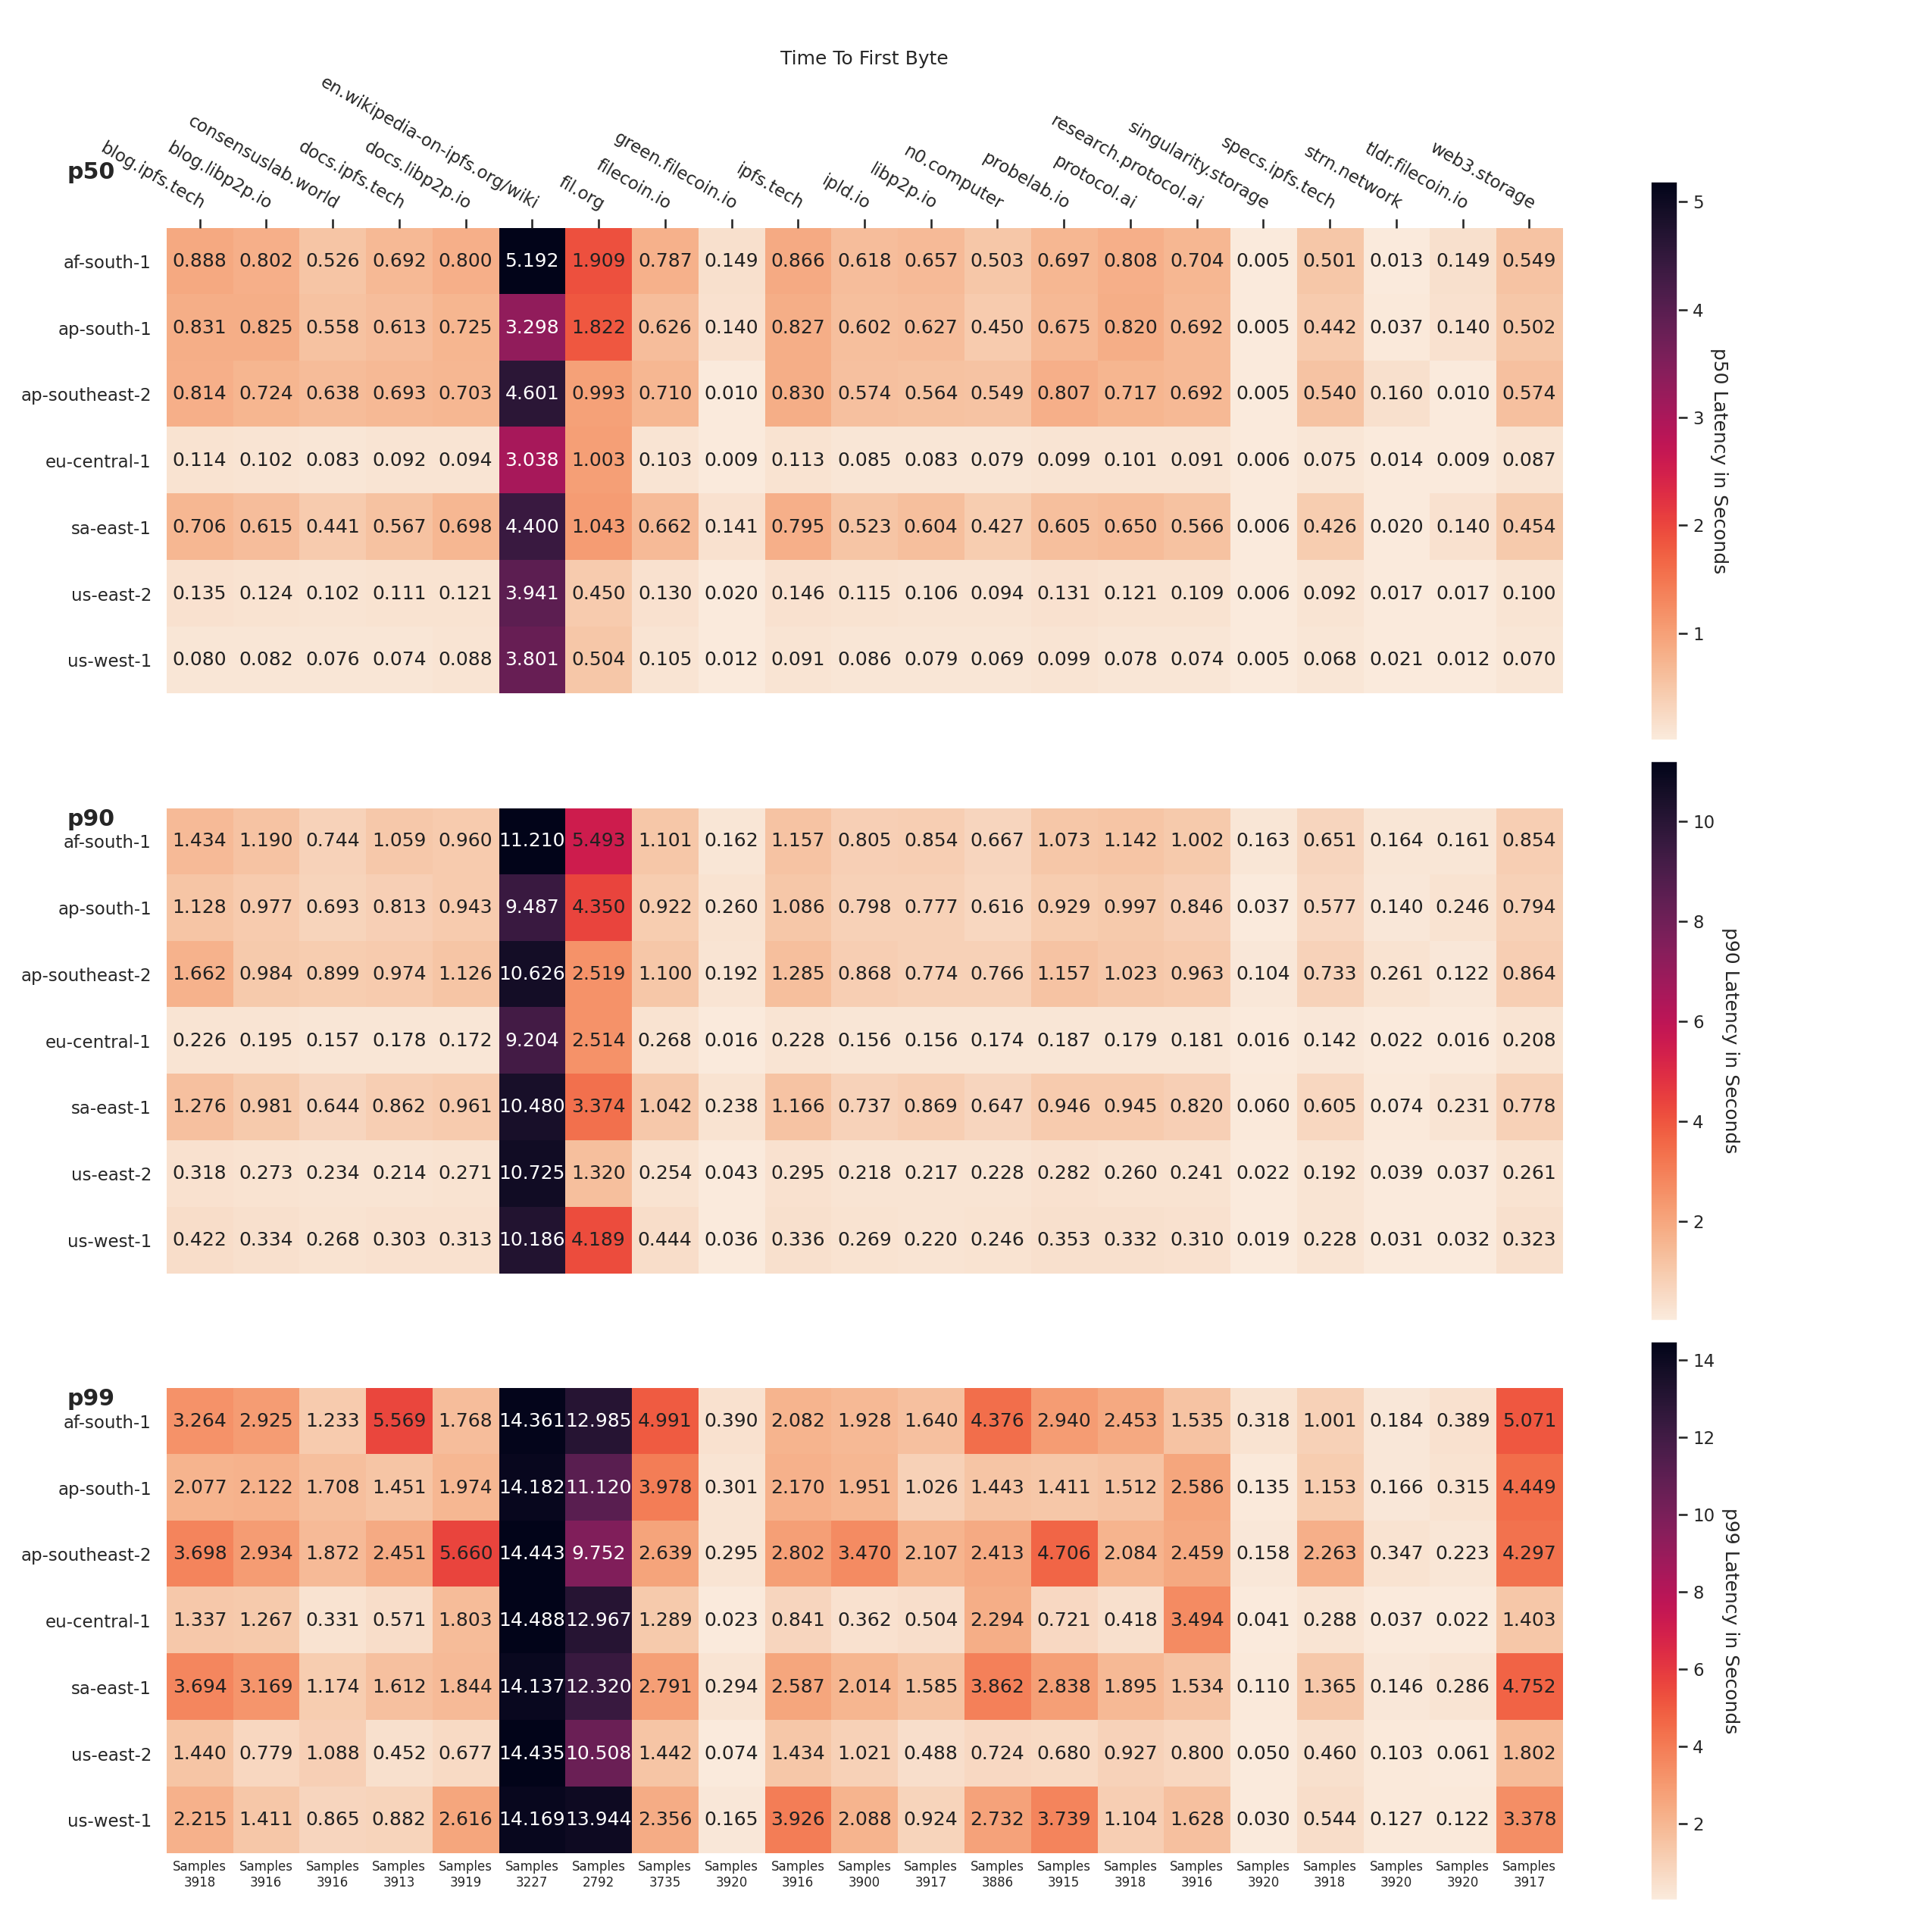 Time To First Byte
p50
blog.ipfs.tech
blog.libp2p.io
consensuslab.world
docs.ipfs.tech
docs.libp2p.io
en.wikipedia-on-ipfs.org/wiki
fil.org
filecoin.io
green.filecoin.io
ipfs.tech
ipld.io
libp2p.io
n0.computer
probelab.io
protocol.ai
research.protocol.ai
singularity.storage
specs.ipfs.tech
strn.network
tldr.filecoin.io
web3.storage
af-south-1 0.888 0.802 0.526 0.692 0.800 5.192 1.909 0.787 0.149 0.866 0.618 0.657 0.503 0.697 0.808 0.704 0.005 0.501 0.013 0.149 0.549
ap-south-1 0.831 0.825 0.558 0.613 0.725 3.298 1.822 0.626 0.140 0.827 0.602 0.627 0.450 0.675 0.820 0.692 0.005 0.442 0.037 0.140 0.502
ap-southeast-2 0.814 0.724 0.638 0.693 0.703 4.601 0.993 0.710 0.010 0.830 0.574 0.564 0.549 0.807 0.717 0.692 0.005 0.540 0.160 0.010 0.574
eu-central-1 0.114 0.102 0.083 0.092 0.094 3.038 1.003 0.103 0.009 0.113 0.085 0.083 0.079 0.099 0.101 0.091 0.006 0.075 0.014 0.009 0.087
sa-east-1 0.706 0.615 0.441 0.567 0.698 4.400 1.043 0.662 0.141 0.795 0.523 0.604 0.427 0.605 0.650 0.566 0.006 0.426 0.020 0.140 0.454
us-east-2 0.135 0.124 0.102 0.111 0.121 3.941 0.450 0.130 0.020 0.146 0.115 0.106 0.094 0.131 0.121 0.109 0.006 0.092 0.017 0.017 0.100
us-west-1 0.080 0.082 0.076 0.074 0.088 3.801 0.504 0.105 0.012 0.091 0.086 0.079 0.069 0.099 0.078 0.074 0.005 0.068 0.021 0.012 0.070
5
4
3
2
1
p50 Latency in Seconds
p90
af-south-1 1.434 1.190 0.744 1.059 0.960 11.210 5.493 1.101 0.162 1.157 0.805 0.854 0.667 1.073 1.142 1.002 0.163 0.651 0.164 0.161 0.854
ap-south-1 1.128 0.977 0.693 0.813 0.943 9.487 4.350 0.922 0.260 1.086 0.798 0.777 0.616 0.929 0.997 0.846 0.037 0.577 0.140 0.246 0.794
ap-southeast-2 1.662 0.984 0.899 0.974 1.126 10.626 2.519 1.100 0.192 1.285 0.868 0.774 0.766 1.157 1.023 0.963 0.104 0.733 0.261 0.122 0.864
eu-central-1 0.226 0.195 0.157 0.178 0.172 9.204 2.514 0.268 0.016 0.228 0.156 0.156 0.174 0.187 0.179 0.181 0.016 0.142 0.022 0.016 0.208
sa-east-1 1.276 0.981 0.644 0.862 0.961 10.480 3.374 1.042 0.238 1.166 0.737 0.869 0.647 0.946 0.945 0.820 0.060 0.605 0.074 0.231 0.778
us-east-2 0.318 0.273 0.234 0.214 0.271 10.725 1.320 0.254 0.043 0.295 0.218 0.217 0.228 0.282 0.260 0.241 0.022 0.192 0.039 0.037 0.261
us-west-1 0.422 0.334 0.268 0.303 0.313 10.186 4.189 0.444 0.036 0.336 0.269 0.220 0.246 0.353 0.332 0.310 0.019 0.228 0.031 0.032 0.323
10
8
6
4
2
p90 Latency in Seconds
p99
af-south-1 3.264 2.925 1.233 5.569 1.768 14.361 12.985 4.991 0.390 2.082 1.928 1.640 4.376 2.940 2.453 1.535 0.318 1.001 0.184 0.389 5.071
ap-south-1 2.077 2.122 1.708 1.451 1.974 14.182 11.120 3.978 0.301 2.170 1.951 1.026 1.443 1.411 1.512 2.586 0.135 1.153 0.166 0.315 4.449
ap-southeast-2 3.698 2.934 1.872 2.451 5.660 14.443 9.752 2.639 0.295 2.802 3.470 2.107 2.413 4.706 2.084 2.459 0.158 2.263 0.347 0.223 4.297
eu-central-1 1.337 1.267 0.331 0.571 1.803 14.488 12.967 1.289 0.023 0.841 0.362 0.504 2.294 0.721 0.418 3.494 0.041 0.288 0.037 0.022 1.403
sa-east-1 3.694 3.169 1.174 1.612 1.844 14.137 12.320 2.791 0.294 2.587 2.014 1.585 3.862 2.838 1.895 1.534 0.110 1.365 0.146 0.286 4.752
us-east-2 1.440 0.779 1.088 0.452 0.677 14.435 10.508 1.442 0.074 1.434 1.021 0.488 0.724 0.680 0.927 0.800 0.050 0.460 0.103 0.061 1.802
us-west-1 2.215 1.411 0.865 0.882 2.616 14.169 13.944 2.356 0.165 3.926 2.088 0.924 2.732 3.739 1.104 1.628 0.030 0.544 0.127 0.122 3.378
Samples Samples Samples Samples Samples Samples Samples Samples Samples Samples Samples Samples Samples Samples Samples Samples Samples Samples Samples Samples Samples
3918 3916 3916 3913 3919 3227 2792 3735 3920 3916 3900 3917 3886 3915 3918 3916 3920 3918 3920 3920 3917
14
12
10
8
6
4
2
p99 Latency in Seconds